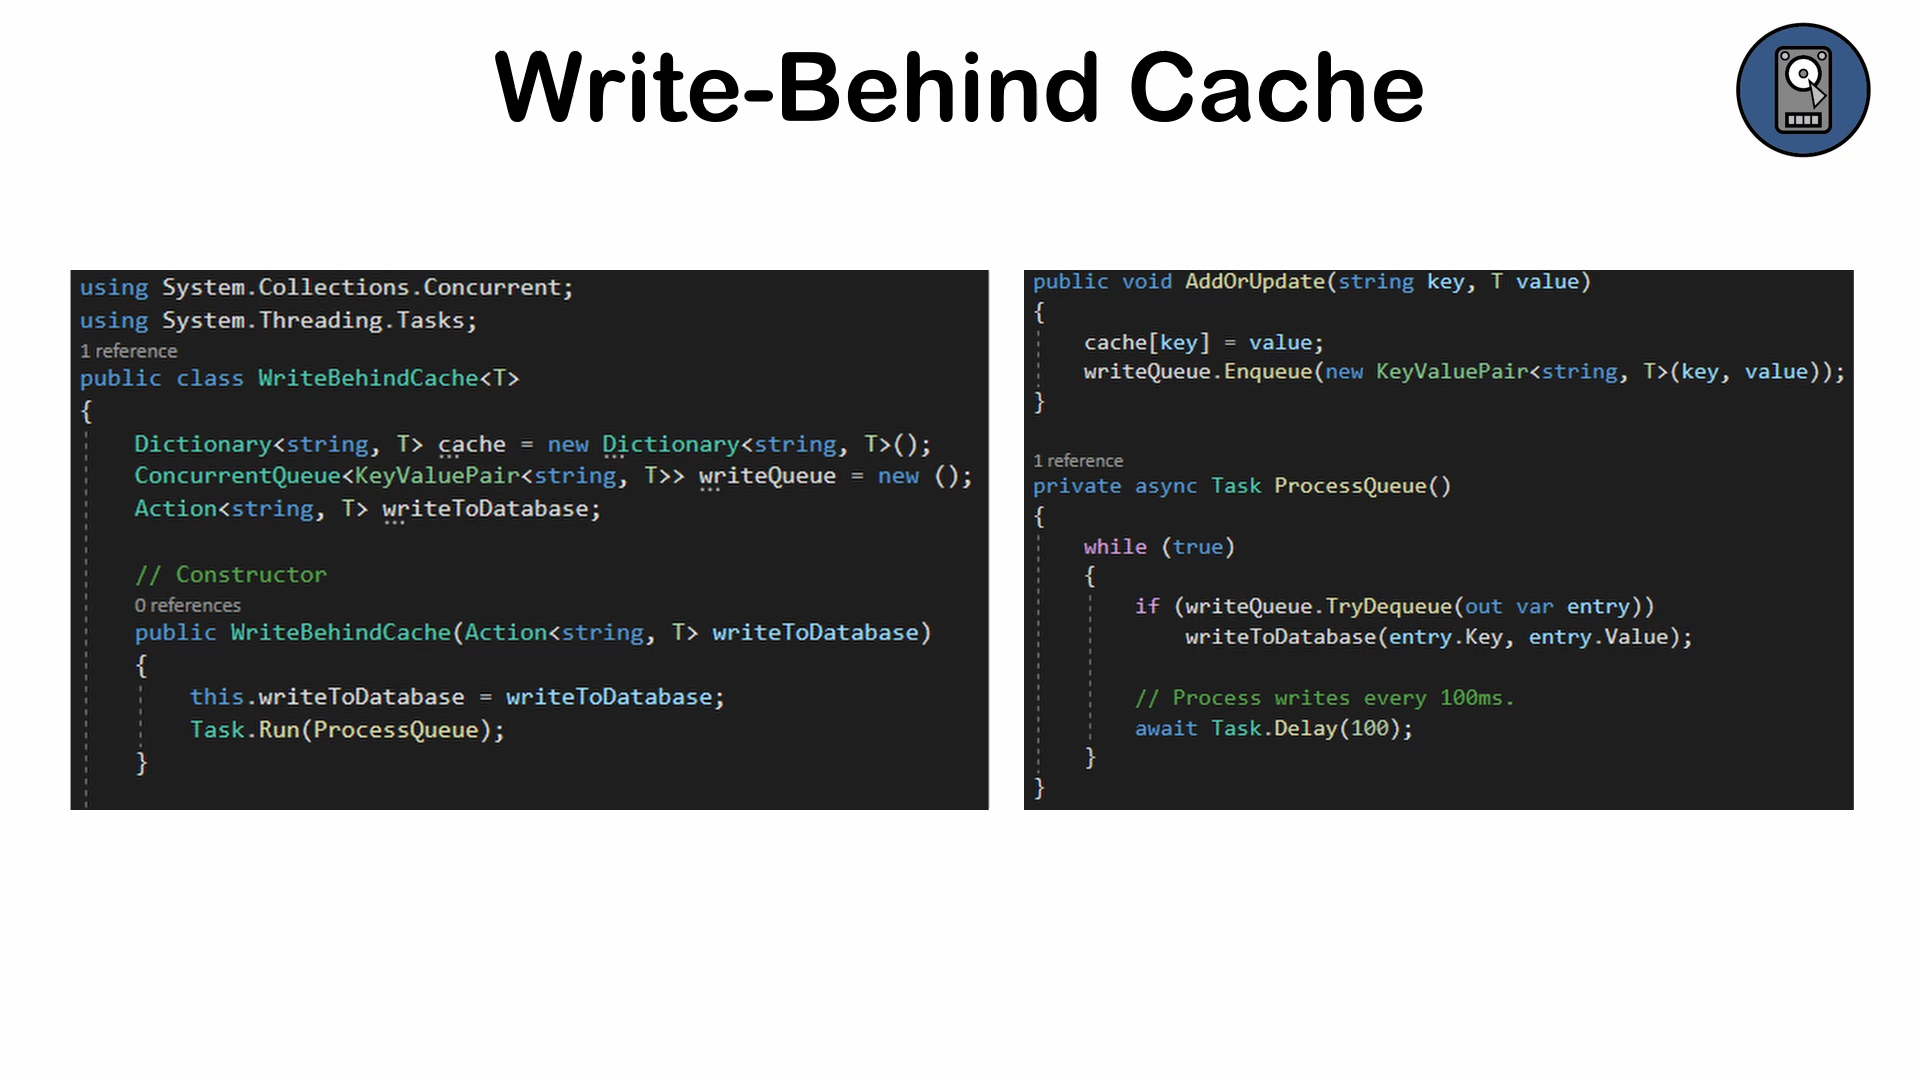 Write-Behind Cache
using System.Collections.Concurrent;
using System.Threading.Tasks;
1 reference
public class WriteBehindCache<T>
{
Dictionary<string, T> cache = new Dictionary<string, T>();
ConcurrentQueue<KeyValuePair<string, T>> writeQueue = new ();
Action<string, T> writeToDatabase;
// Constructor
0 references
public WriteBehindCache(Action<string, T> writeToDatabase)
{
this.writeToDatabase = writeToDatabase;
Task.Run(ProcessQueue);
}
public void AddOrUpdate(string key, T value)
{
cache[key] = value;
writeQueue.Enqueue(new KeyValuePair<string, T>(key, value));
}
1 reference
private async Task ProcessQueue()
{
while (true)
{
if (writeQueue.TryDequeue(out var entry))
writeToDatabase(entry.Key, entry.Value);
// Process writes every 100ms.
await Task.Delay(100);
}
}